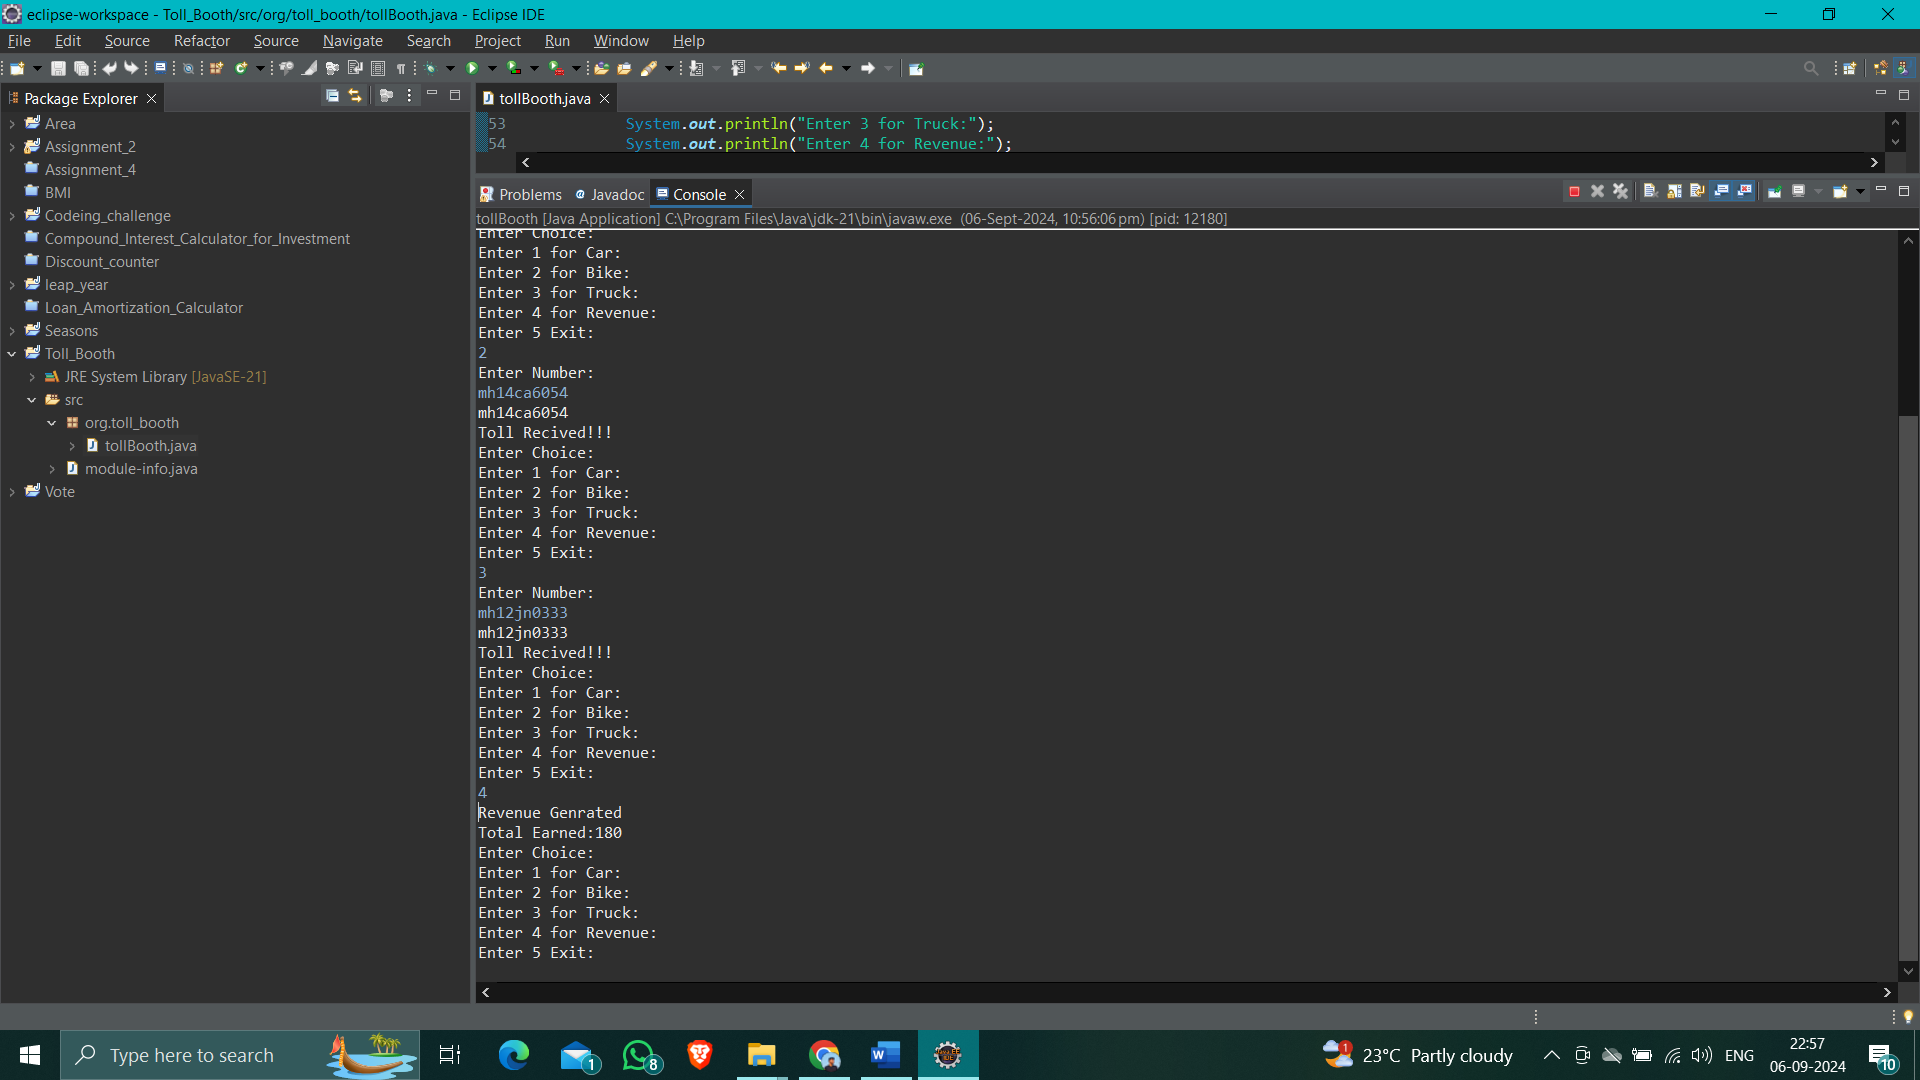 eclipse-workspace - Toll_Booth/src/org/toll_booth/tollBooth.java - Eclipse IDE
File Edit Source Refactor Source Navigate Search Project Run Window Help
Package Explorer
Area
Assignment_2
Assignment_4
BMI
Codeing_challenge
Compound_Interest_Calculator_for_Investment
Discount_counter
leap_year
Loan_Amortization_Calculator
Seasons
Toll_Booth
JRE System Library [JavaSE-21]
src
org.toll_booth
tollBooth.java
module-info.java
Vote
tollBooth.java
53 System.out.println("Enter 3 for Truck:");
54 System.out.println("Enter 4 for Revenue:");
Problems Javadoc Console
tollBooth [Java Application] C:\Program Files\Java\jdk-21\bin\javaw.exe (06-Sept-2024, 10:56:06 pm) [pid: 12180]
Enter Choice:
Enter 1 for Car:
Enter 2 for Bike:
Enter 3 for Truck:
Enter 4 for Revenue:
Enter 5 Exit:
2
Enter Number:
mh14ca6054
mh14ca6054
Toll Recived!!!
Enter Choice:
Enter 1 for Car:
Enter 2 for Bike:
Enter 3 for Truck:
Enter 4 for Revenue:
Enter 5 Exit:
3
Enter Number:
mh12jn0333
mh12jn0333
Toll Recived!!!
Enter Choice:
Enter 1 for Car:
Enter 2 for Bike:
Enter 3 for Truck:
Enter 4 for Revenue:
Enter 5 Exit:
4
Revenue Genrated
Total Earned:180
Enter Choice:
Enter 1 for Car:
Enter 2 for Bike:
Enter 3 for Truck:
Enter 4 for Revenue:
Enter 5 Exit:
Type here to search
1
8
1
23°C Partly cloudy
ENG
22:57
06-09-2024
10